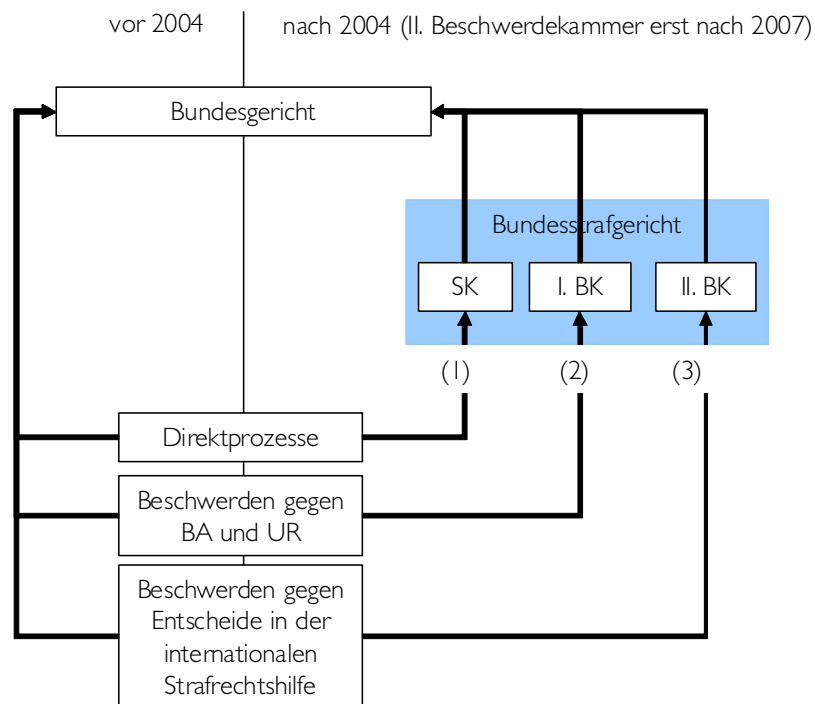 vor 2004
nach 2004 (II. Beschwerdekammer erst nach 2007)
Bundesgericht
Bundesstrafgericht
SK
I. BK
II. BK
(1)
(2)
(3)
Direktprozesse
Beschwerden gegen
BA und UR
Beschwerden gegen
Entscheide in der
internationalen
Strafrechtshilfe